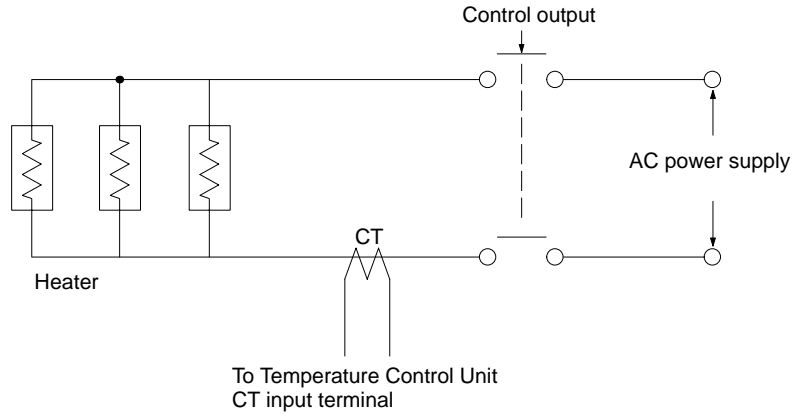 Control output
AC power supply
CT
Heater
To Temperature Control Unit
CT input terminal